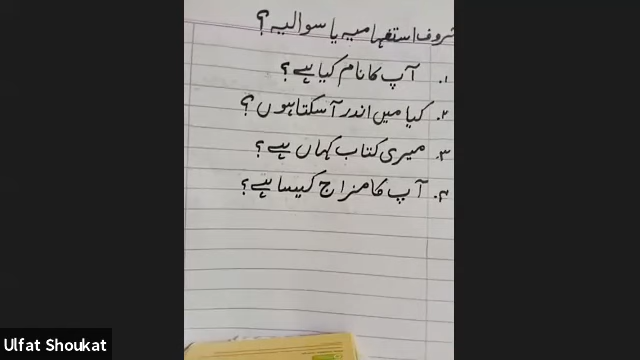 حروف استفہامیہ یا سوالیہ ؟
۱. آپ کا نام کیا ہے ؟
۲. کیا میں اندر آ سکتا ہوں ؟
۳. میری کتاب کہاں ہے ؟
۴. آپ کا مزاج کیسا ہے ؟
Ulfat Shoukat